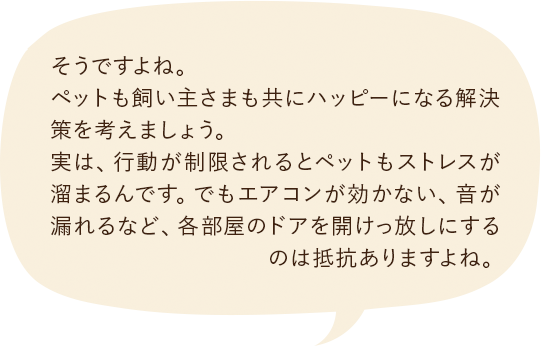 そうですよね。
ペットも飼い主さまも共にハッピーになる解決
策を考えましょう。
実は、行動が制限されるとペットもストレスが
溜まるんです。でもエアコンが効かない、音が
漏れるなど、各部屋のドアを開けっ放しにする
のは抵抗ありますよね。